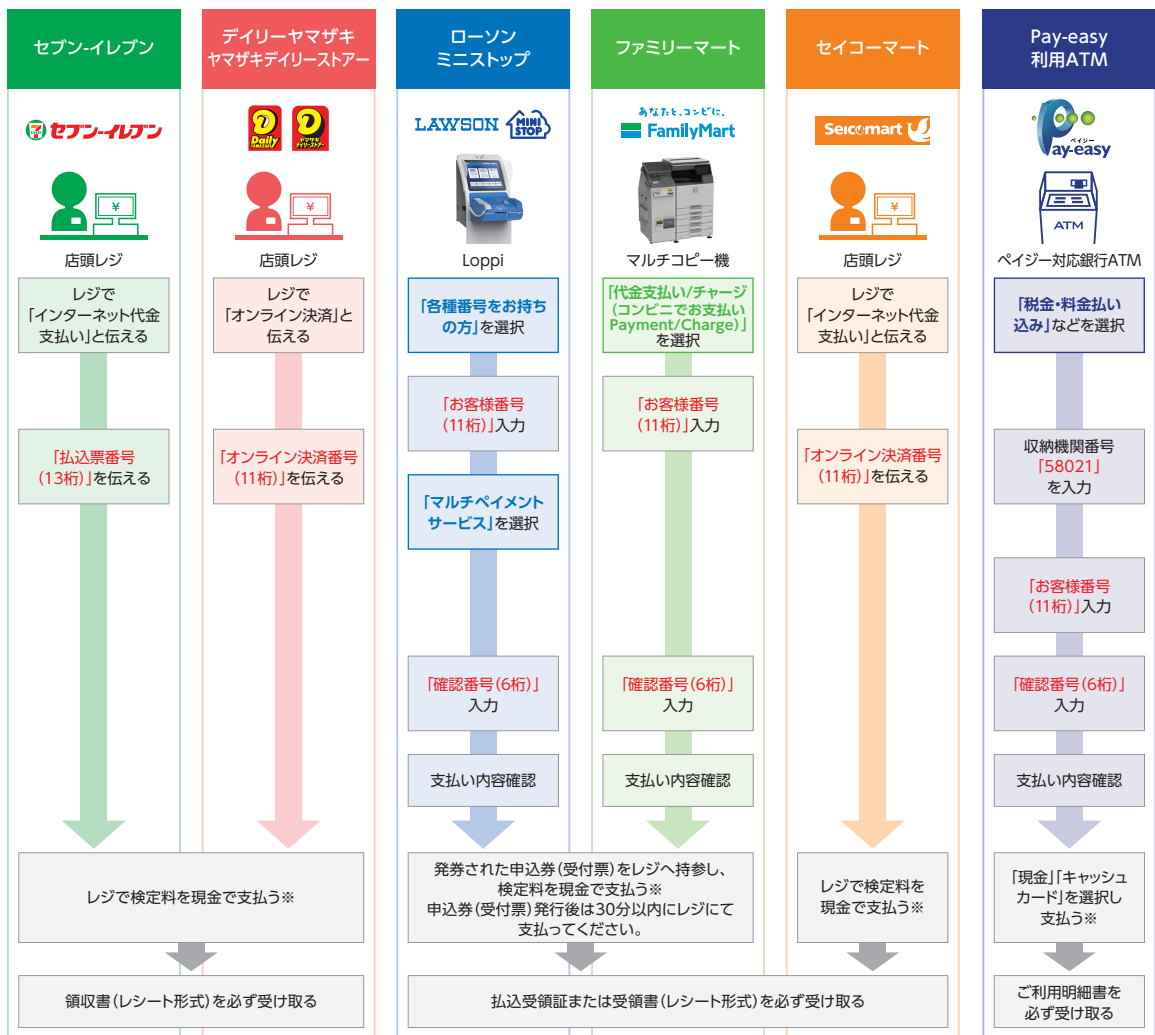 セブン-イレブン
デイリーヤマザキ
ヤマザキデイリーストアー
ローソン
ミニストップ
ファミリーマート
セイコーマート
Pay-easy
利用ATM
セブン-イレブン
Daily
YAMAZAKI
ヤマザキ
デイリーストアー
LAWSON
MINI
STOP
あなたと、コンビに、
FamilyMart
Seicomart
ペイジー
Pay-easy
¥
¥
¥
ATM
店頭レジ
店頭レジ
Loppi
マルチコピー機
店頭レジ
ペイジー対応銀行ATM
レジで
「インターネット代金
支払い」と伝える
レジで
「オンライン決済」と
伝える
「各種番号をお持ち
の方」を選択
「代金支払い/チャージ
(コンビニでお支払い
Payment/Charge)」
を選択
レジで
「インターネット代金
支払い」と伝える
「税金・料金払い
込み」などを選択
「お客様番号
(11桁)」入力
「お客様番号
(11桁)」入力
「払込票番号
(13桁)」を伝える
「オンライン決済番号
(11桁)」を伝える
「マルチペイメント
サービス」を選択
「オンライン決済番号
(11桁)」を伝える
収納機関番号
「58021」
を入力
「お客様番号
(11桁)」入力
「確認番号(6桁)」
入力
「確認番号(6桁)」
入力
「確認番号(6桁)」
入力
支払い内容確認
支払い内容確認
支払い内容確認
レジで検定料を現金で支払う※
発券された申込券(受付票)をレジへ持参し、
検定料を現金で支払う※
申込券(受付票)発行後は30分以内にレジにて
支払ってください。
レジで検定料を
現金で支払う※
「現金」「キャッシュ
カード」を選択し
支払う※
領収書(レシート形式)を必ず受け取る
払込受領証または受領書(レシート形式)を必ず受け取る
ご利用明細書を
必ず受け取る